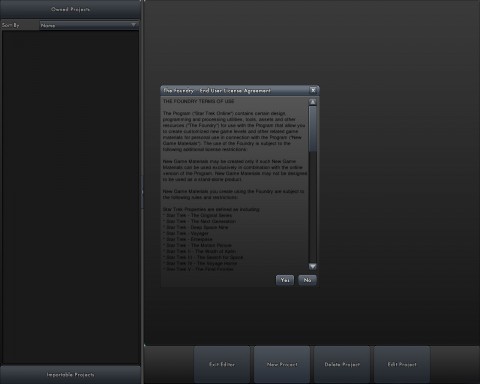 Owned Projects
Sort By
Name
The Foundry - End User License Agreement
THE FOUNDRY TERMS OF USE
The Program ("Star Trek Online") contains certain design,
programming and processing utilities, tools, assets and other
resources ("The Foundry") for use with the Program that allow you
to create customized new game levels and other related game
materials for personal use in connection with the Program ("New
Game Materials"). The use of the Foundry is subject to the
following additional license restrictions.
New Game Materials may be created only if such New Game
Materials can be used exclusively in combination with the
online version of the Program. New Game Materials may not be designed
to be used as a stand-alone product.
New Game Materials you create using the Foundry are subject to
the following rules and restrictions:
Star Trek Properties are defined as including:
* Star Trek - The Original Series
* Star Trek - The Next Generation
* Star Trek - Deep Space Nine
* Star Trek - Voyager
* Star Trek - Enterprise
* Star Trek - The Motion Picture
* Star Trek II - The Wrath of Khan
* Star Trek III - The Search for Spock
* Star Trek IV - The Voyage Home
* Star Trek V - The Final Frontier
Yes
No
Importable Projects
Exit Editor
New Project
Delete Project
Edit Project